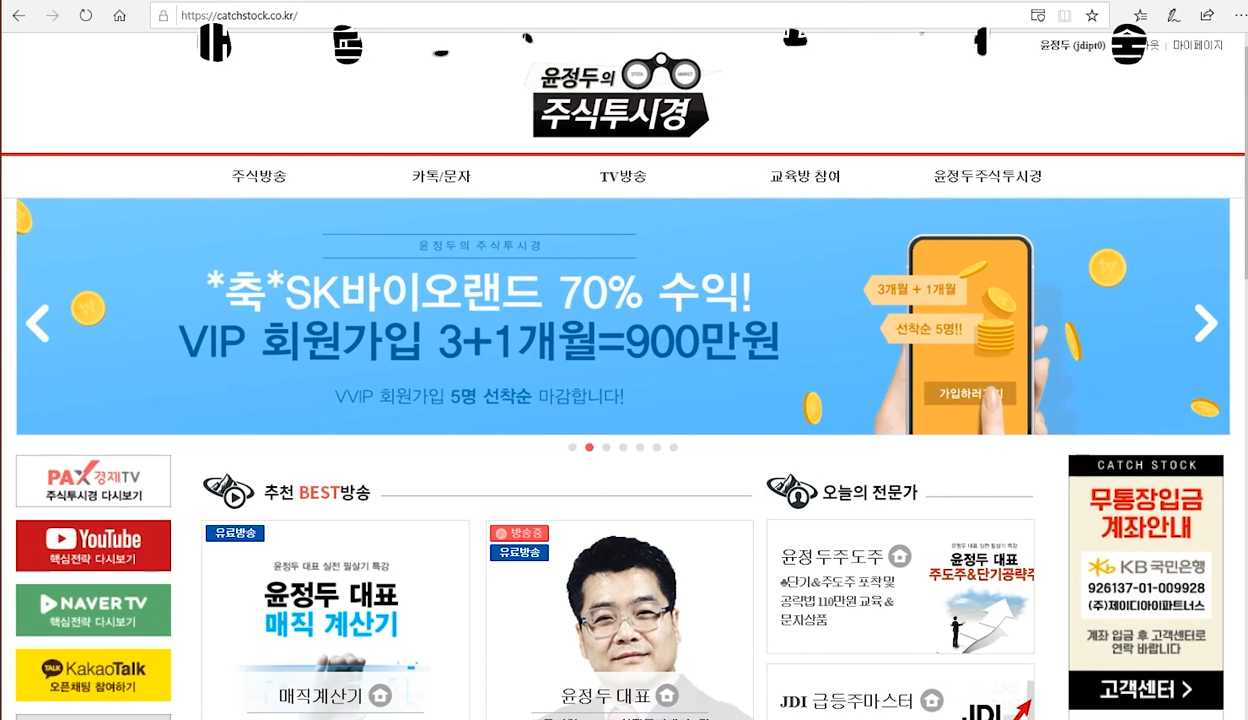 https://catchstock.co.kr/
윤정두 (jdipt0)
마이페이지
윤정두의
STOCK MARKET
주식투시경
주식방송 카톡/문자 TV방송 교육방 참여 윤정두주식투시경
윤정두의 주식투시경
*축*SK바이오랜드 70% 수익!
VIP 회원가입 3+1개월=900만원
VVIP 회원가입 5명 선착순 마감합니다!
3개월 + 1개월
선착순 5명!!
PAX경제TV
주식투시경 다시보기
YouTube
핵심전략 다시보기
NAVER TV
핵심전략 다시보기
TALK KakaoTalk
오픈채팅 참여하기
추천 BEST방송
유료방송
윤정두 대표 실전 필살기 특강
윤정두 대표
매직 계산기
매직계산기
방송중
유료방송
윤정두 대표
오늘의 전문가
윤정두주도주
♣단기&주도주 포착 및
공략법 110만원 교육 &
문자상품
윤정두 대표 실전 필살기 특강
윤정두 대표
주도주&단기공략주
JDI 급등주마스터
JDI
CATCH STOCK
무통장입금
계좌안내
KB국민은행
926137-01-009928
(주)제이디아이파트너스
계좌 입금 후 고객센터로
연락 바랍니다
고객센터 >